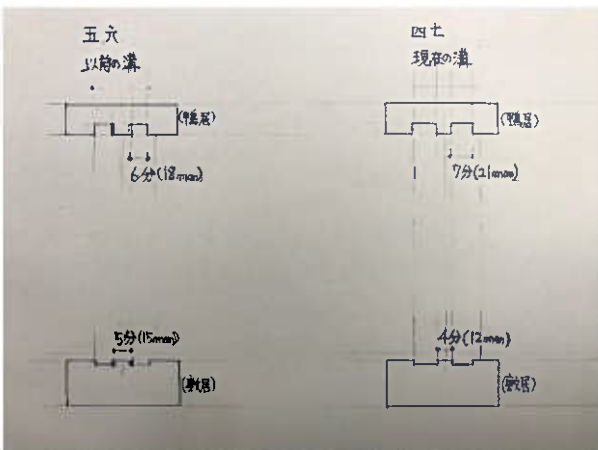 五六
以前の溝
(鴨居)
6分(18mm)
5分(15mm)
(敷居)
四七
現在の溝
(鴨居)
7分(21mm)
4分(12mm)
(敷居)